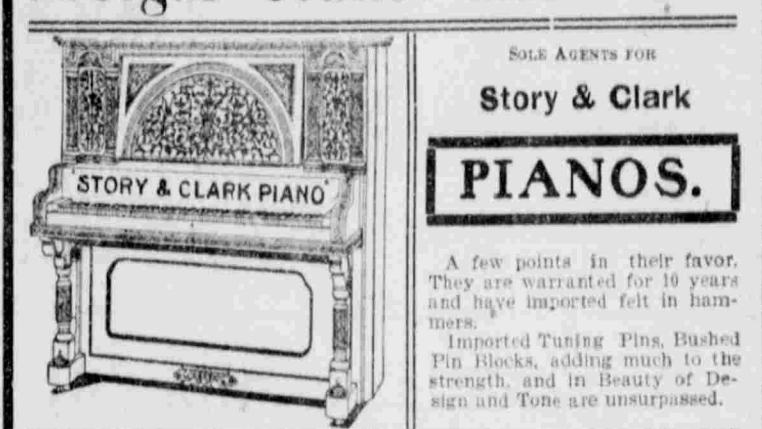 STORY & CLARK PIANO
SOLE AGENTS FOR
Story & Clark
PIANOS.
A few points in their favor.
They are warranted for 10 years
and have imported felt in ham-
mers.
Imported Tuning Pins, Bushed
Pin Blocks, adding much to the
strength, and in Beauty of De-
sign and Tone are unsurpassed.